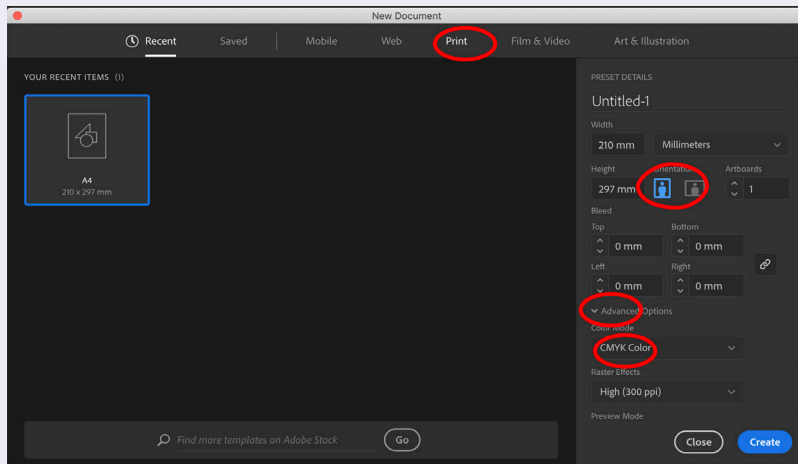 New Document
Recent Saved Mobile Web Print Film & Video Art & Illustration
YOUR RECENT ITEMS (1)
A4
210 x 297 mm
Find more templates on Adobe Stock Go
PRESET DETAILS
Untitled-1
Width
210 mm Millimeters
Height Orientation Artboards
297 mm 1
Bleed
Top Bottom
0 mm 0 mm
Left Right
0 mm 0 mm
Advanced Options
Color Mode
CMYK Color
Raster Effects
High (300 ppi)
Preview Mode
Close Create